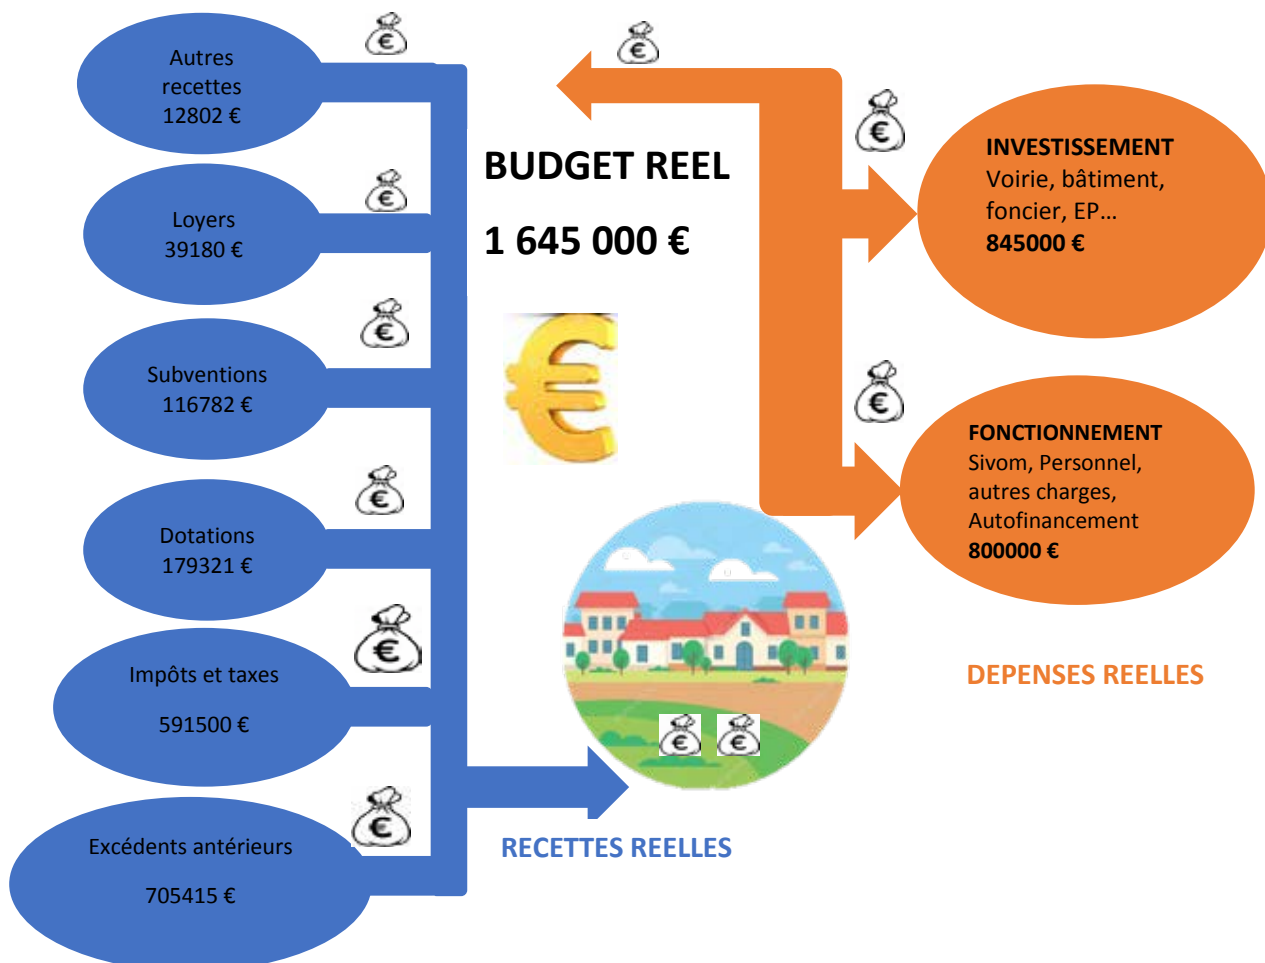 Autres
recettes
12802 €
Loyers
39180 €
Subventions
116782 €
Dotations
179321 €
Impôts et taxes
591500 €
Excédents antérieurs
705415 €
BUDGET REEL
1 645 000 €
RECETTES REELLES
INVESTISSEMENT
Voirie, bâtiment,
foncier, EP...
845000 €
FONCTIONNEMENT
Sivom, Personnel,
autres charges,
Autofinancement
800000 €
DEPENSES REELLES